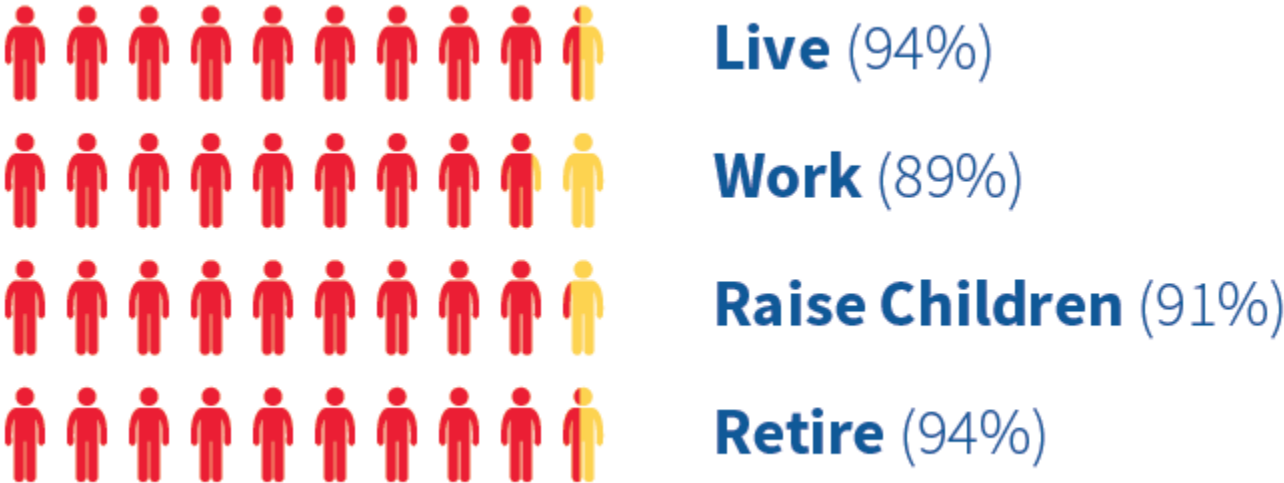 Live (94%)
Work (89%)
Raise Children (91%)
Retire (94%)